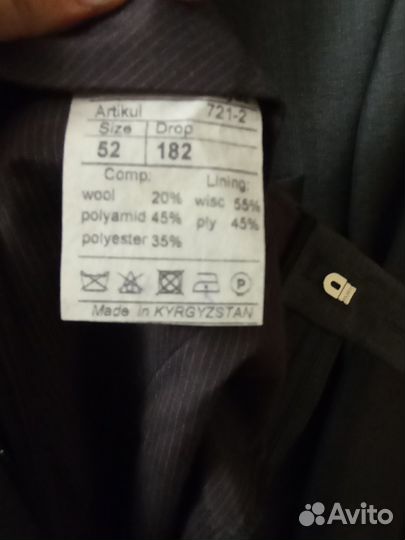 Artikul 721-2
Size Drop
52 182
Comp: Lining:
wool 20% wisc 55%
polyamid 45% ply 45%
polyester 35%
P
Made in KYRGYZSTAN
Avito